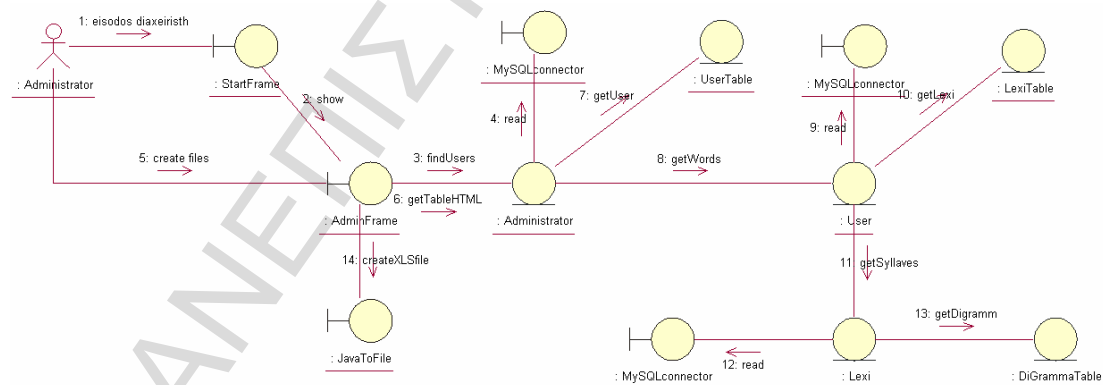 1: eisodos diaxeiristh
: Administrator
: StartFrame
2: show
: MySQLconnector
4: read
7: getUser
: UserTable
: MySQLconnector
9: read
10: getLexi
: LexiTable
5: create files
: AdminFrame
3: findUsers
6: getTableHTML
: Administrator
8: getWords
: User
14: createXLSfile
: JavaToFile
11: getSyllaves
: MySQLconnector
12: read
: Lexi
13: getDigramm
: DiGrammaTable
ΑΝΕΠΙΣ